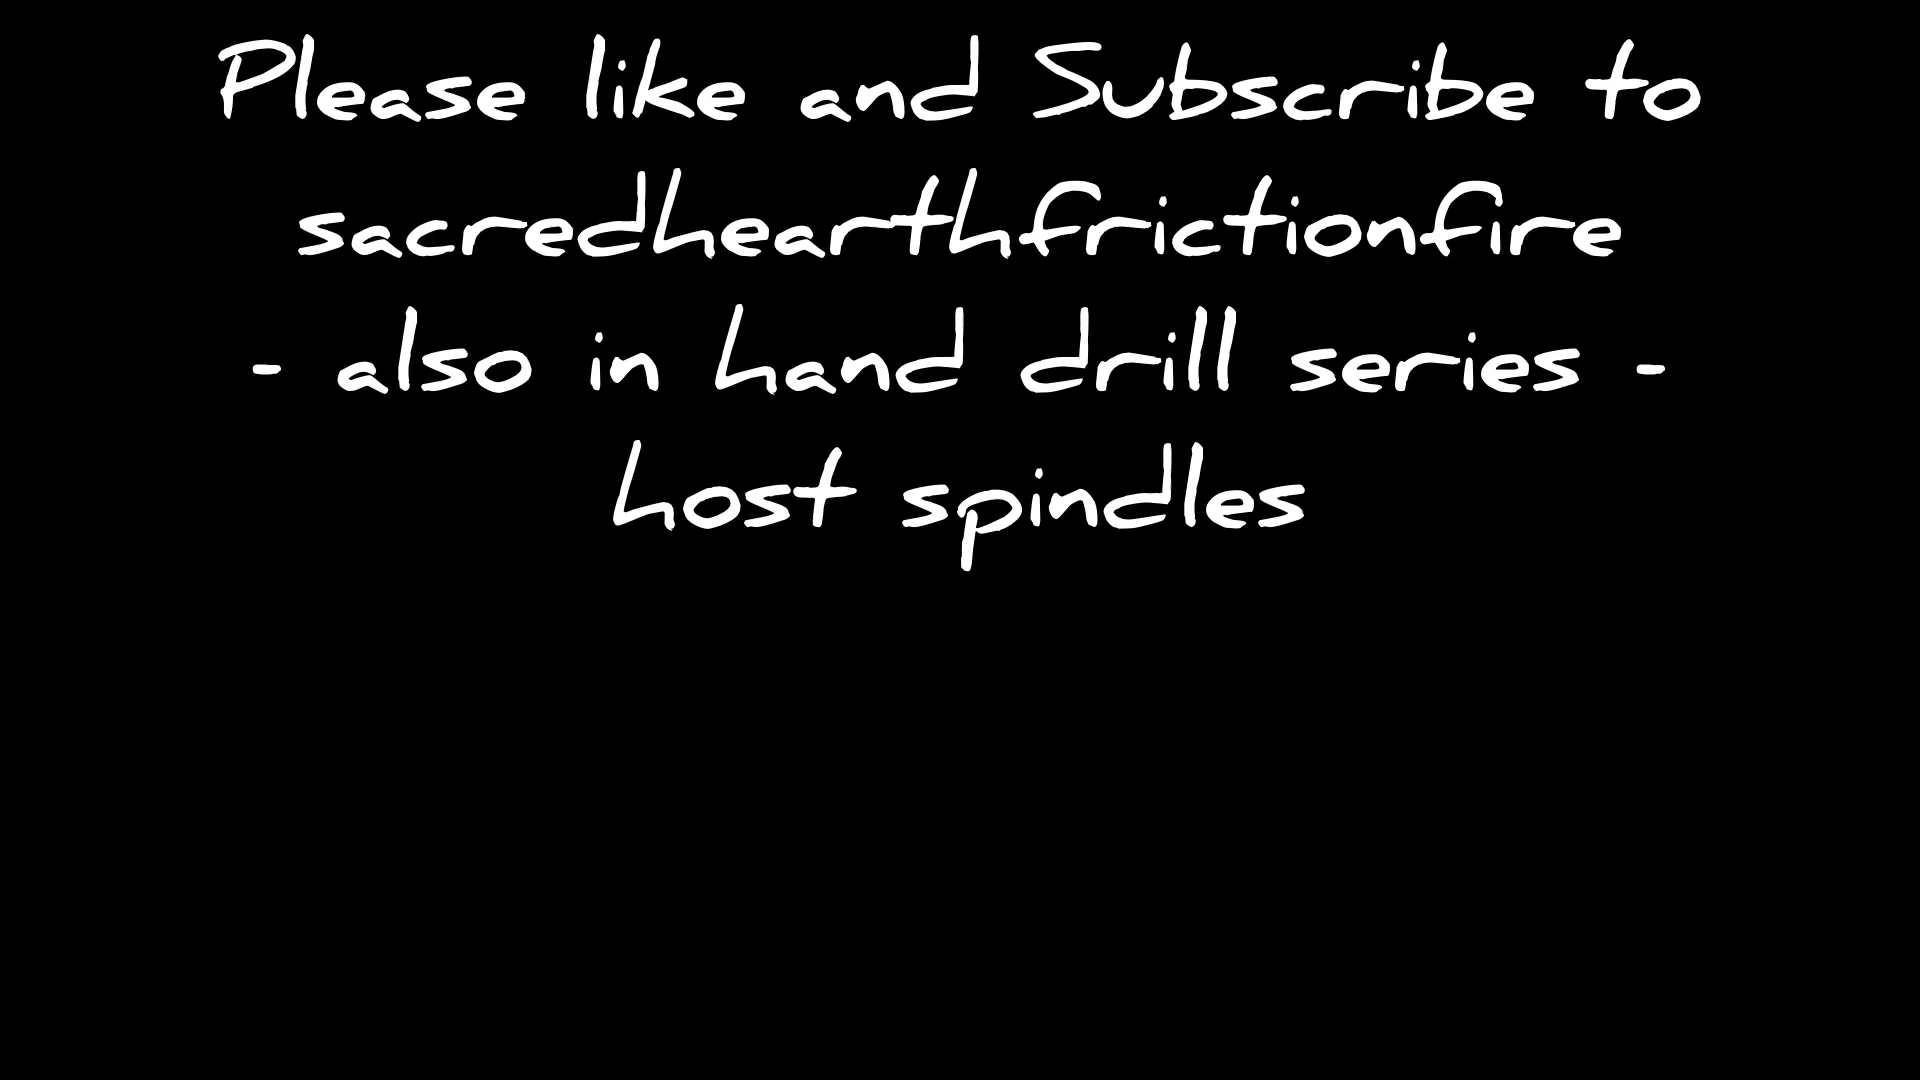 Please like and Subscribe to
sacredhearthfrictionfire
- also in hand drill series -
host spindles